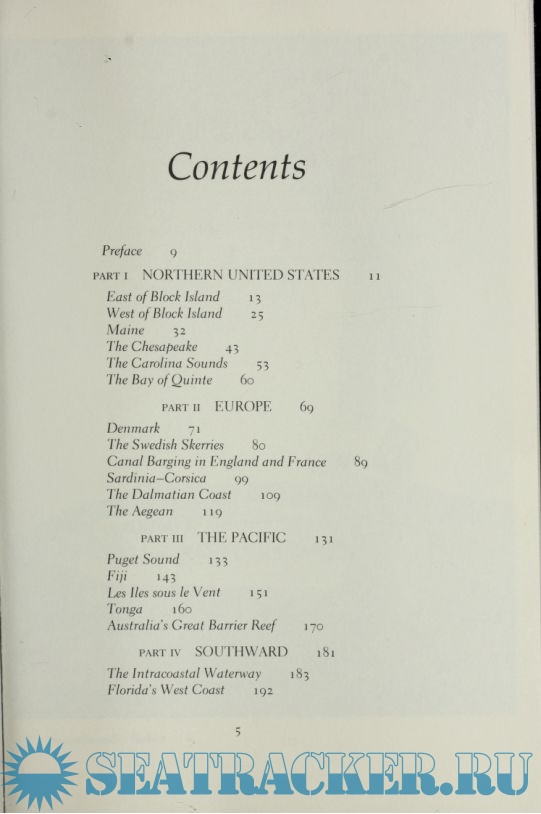 Contents
Preface 9
PART I NORTHERN UNITED STATES 11
East of Block Island 13
West of Block Island 25
Maine 32
The Chesapeake 43
The Carolina Sounds 53
The Bay of Quinte 60
PART II EUROPE 69
Denmark 71
The Swedish Skerries 80
Canal Barging in England and France 89
Sardinia–Corsica 99
The Dalmatian Coast 109
The Aegean 119
PART III THE PACIFIC 131
Puget Sound 133
Fiji 143
Les Iles sous le Vent 151
Tonga 160
Australia's Great Barrier Reef 170
PART IV SOUTHWARD 181
The Intracoastal Waterway 183
Florida's West Coast 192
5
SEATRACKER.RU